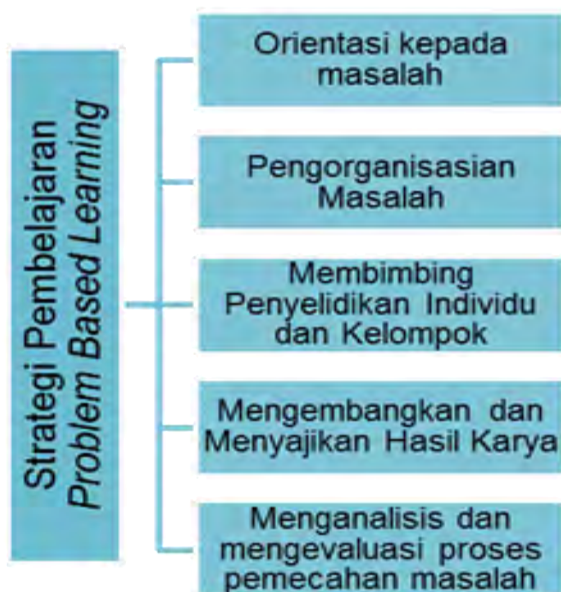 Strategi Pembelajaran
Problem Based Learning
Orientasi kepada
masalah
Pengorganisasian
Masalah
Membimbing
Penyelidikan Individu
dan Kelompok
Mengembangkan dan
Menyajikan Hasil Karya
Menganalisis dan
mengevaluasi proses
pemecahan masalah